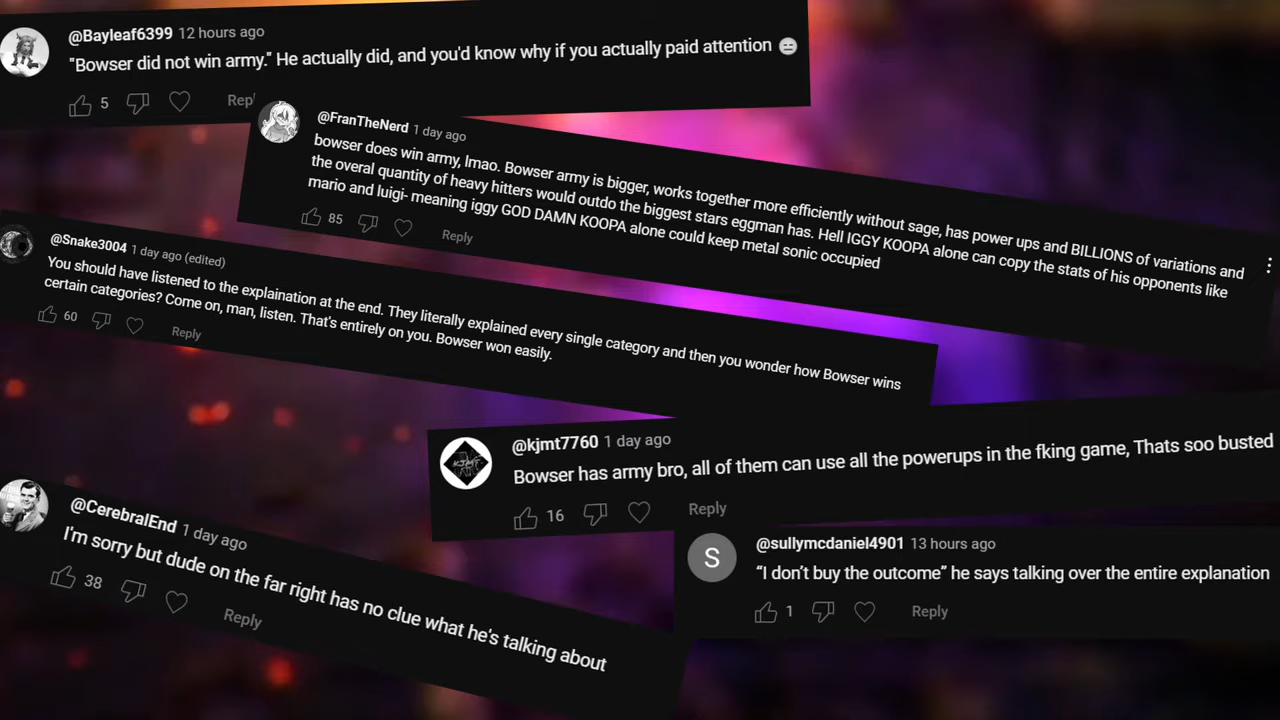 @Bayleaf6399 12 hours ago
"Bowser did not win army." He actually did, and you'd know why if you actually paid attention 😑
5 Repl
@FranTheNerd 1 day ago
bowser does win army, lmao. Bowser army is bigger, works together more efficiently without sage, has power ups and BILLIONS of variations and
the overal quantity of heavy hitters would outdo the biggest stars eggman has. Hell IGGY KOOPA alone can copy the stats of his opponents like
mario and luigi- meaning iggy GOD DAMN KOOPA alone could keep metal sonic occupied
85 Reply
@Snake3004 1 day ago (edited)
You should have listened to the explaination at the end. They literally explained every single category and then you wonder how Bowser wins
certain categories? Come on, man, listen. That's entirely on you. Bowser won easily.
60 Reply
@kjmt7760 1 day ago
Bowser has army bro, all of them can use all the powerups in the fking game, Thats soo busted
16 Reply
@CerebralEnd 1 day ago
I'm sorry but dude on the far right has no clue what he's talking about
38 Reply
S
@sullymcdaniel4901 13 hours ago
“I don’t buy the outcome” he says talking over the entire explanation
1 Reply